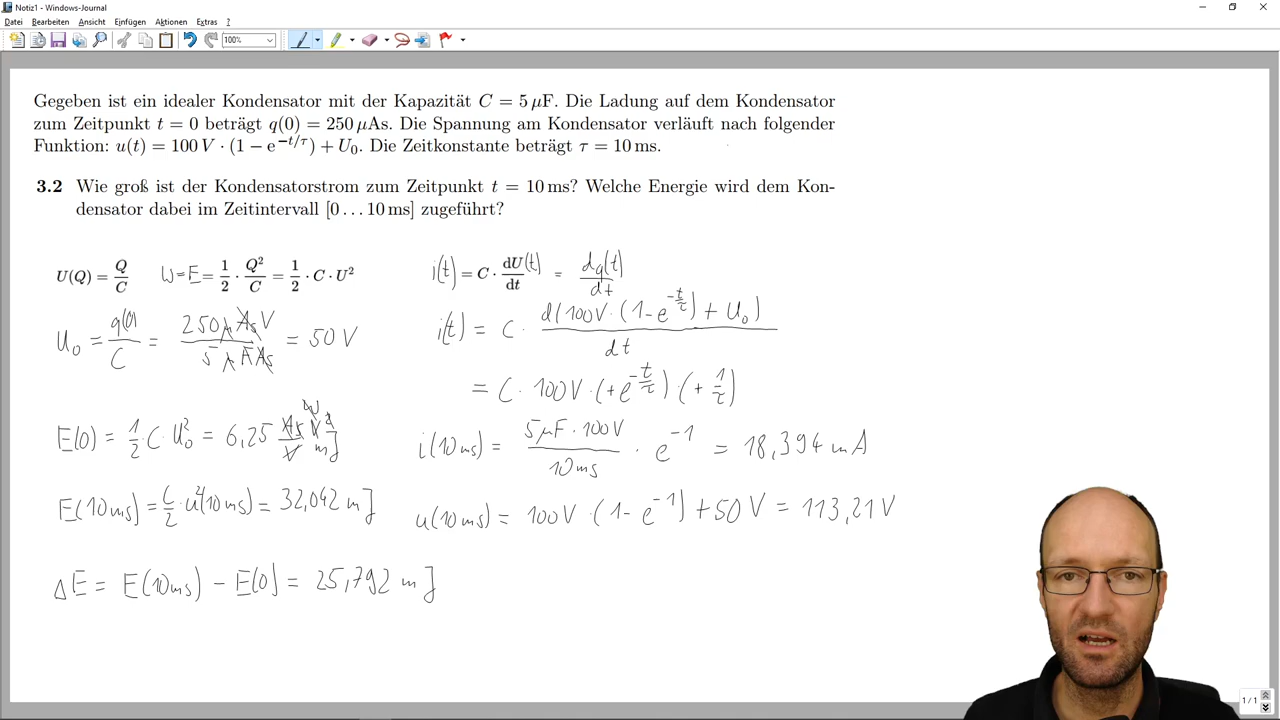 Notiz1 - Windows-Journal
Datei Bearbeiten Ansicht Einfügen Aktionen Extras ?
100%
Gegeben ist ein idealer Kondensator mit der Kapazität C = 5 μF. Die Ladung auf dem Kondensator
zum Zeitpunkt t = 0 beträgt q(0) = 250 μAs. Die Spannung am Kondensator verläuft nach folgender
Funktion: u(t) = 100 V · (1 − e^−t/τ) + U₀. Die Zeitkonstante beträgt τ = 10 ms.
3.2 Wie groß ist der Kondensatorstrom zum Zeitpunkt t = 10 ms? Welche Energie wird dem Kon-
densator dabei im Zeitintervall [0 . . . 10 ms] zugeführt?
U(Q) = Q/C W=E = 1/2 · Q²/C = 1/2 · C · U² i(t) = C · dU(t)/dt = dq(t)/dt
U₀ = q(0)/C = 250μAsV/5μAAs = 50 V i(t) = C · d(100V·(1-e^-t/τ)+U₀)/dt
= C · 100V · (+e^-t/τ) · (+1/τ)
E(0) = 1/2 · C · U₀² = 6,25 mJ i(10ms) = 5μF·100V/10ms · e^-1 = 18,394 mA
E(10ms) = C/2 · u²(10ms) = 32,042 mJ u(10ms) = 100V · (1-e^-1) + 50 V = 113,21 V
ΔE = E(10ms) - E(0) = 25,792 mJ
1/1